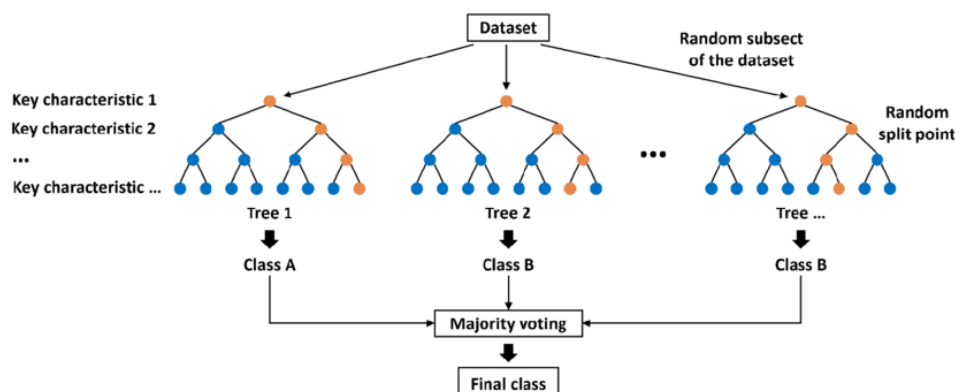 Dataset
Random subsect
of the dataset
Key characteristic 1
Key characteristic 2
Random
split point
...
...
Key characteristic ...
Tree 1
Tree 2
Tree ...
Class A
Class B
Class B
Majority voting
Final class